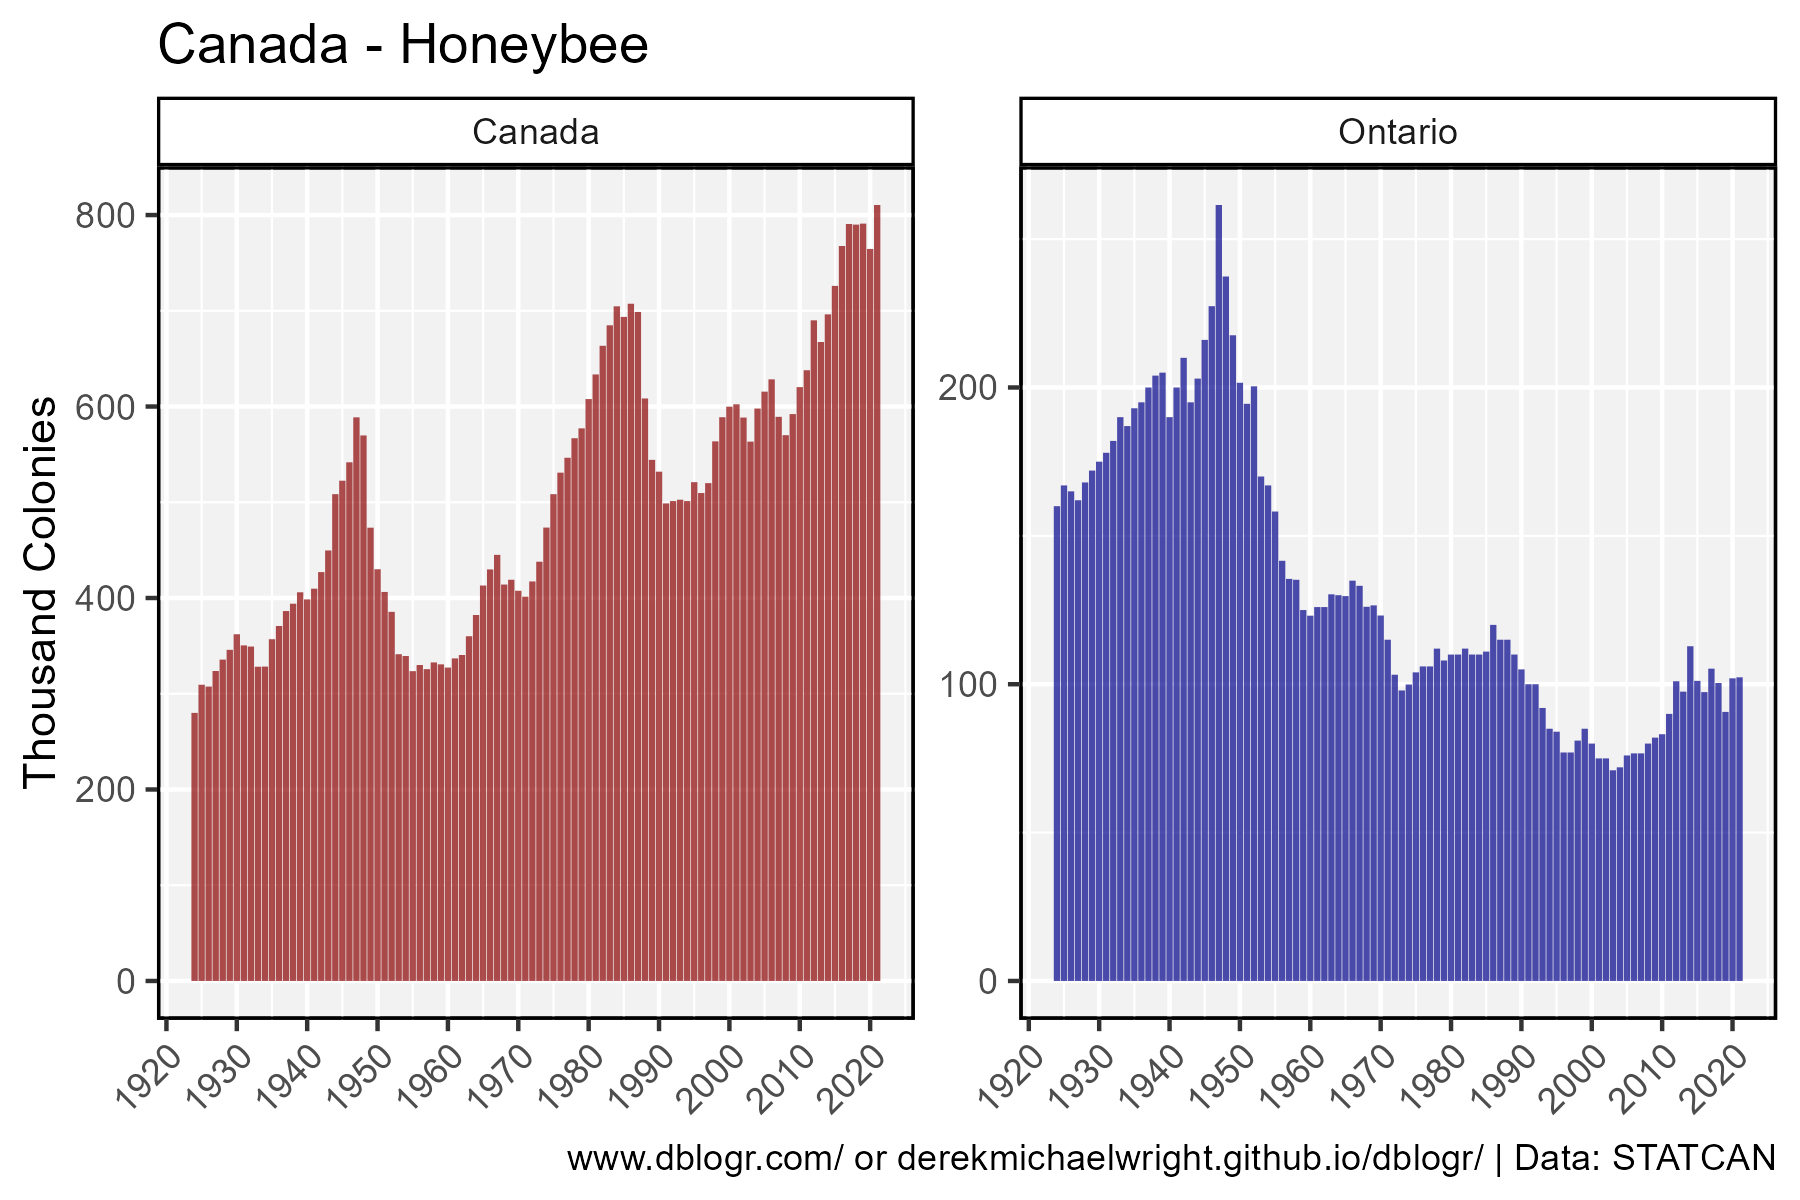 Canada - Honeybee
Canada
Ontario
Thousand Colonies
800
600
400
200
0
200
100
0
1920 1930 1940 1950 1960 1970 1980 1990 2000 2010 2020
1920 1930 1940 1950 1960 1970 1980 1990 2000 2010 2020
www.dblogr.com/ or derekmichaelwright.github.io/dblogr/ | Data: STATCAN